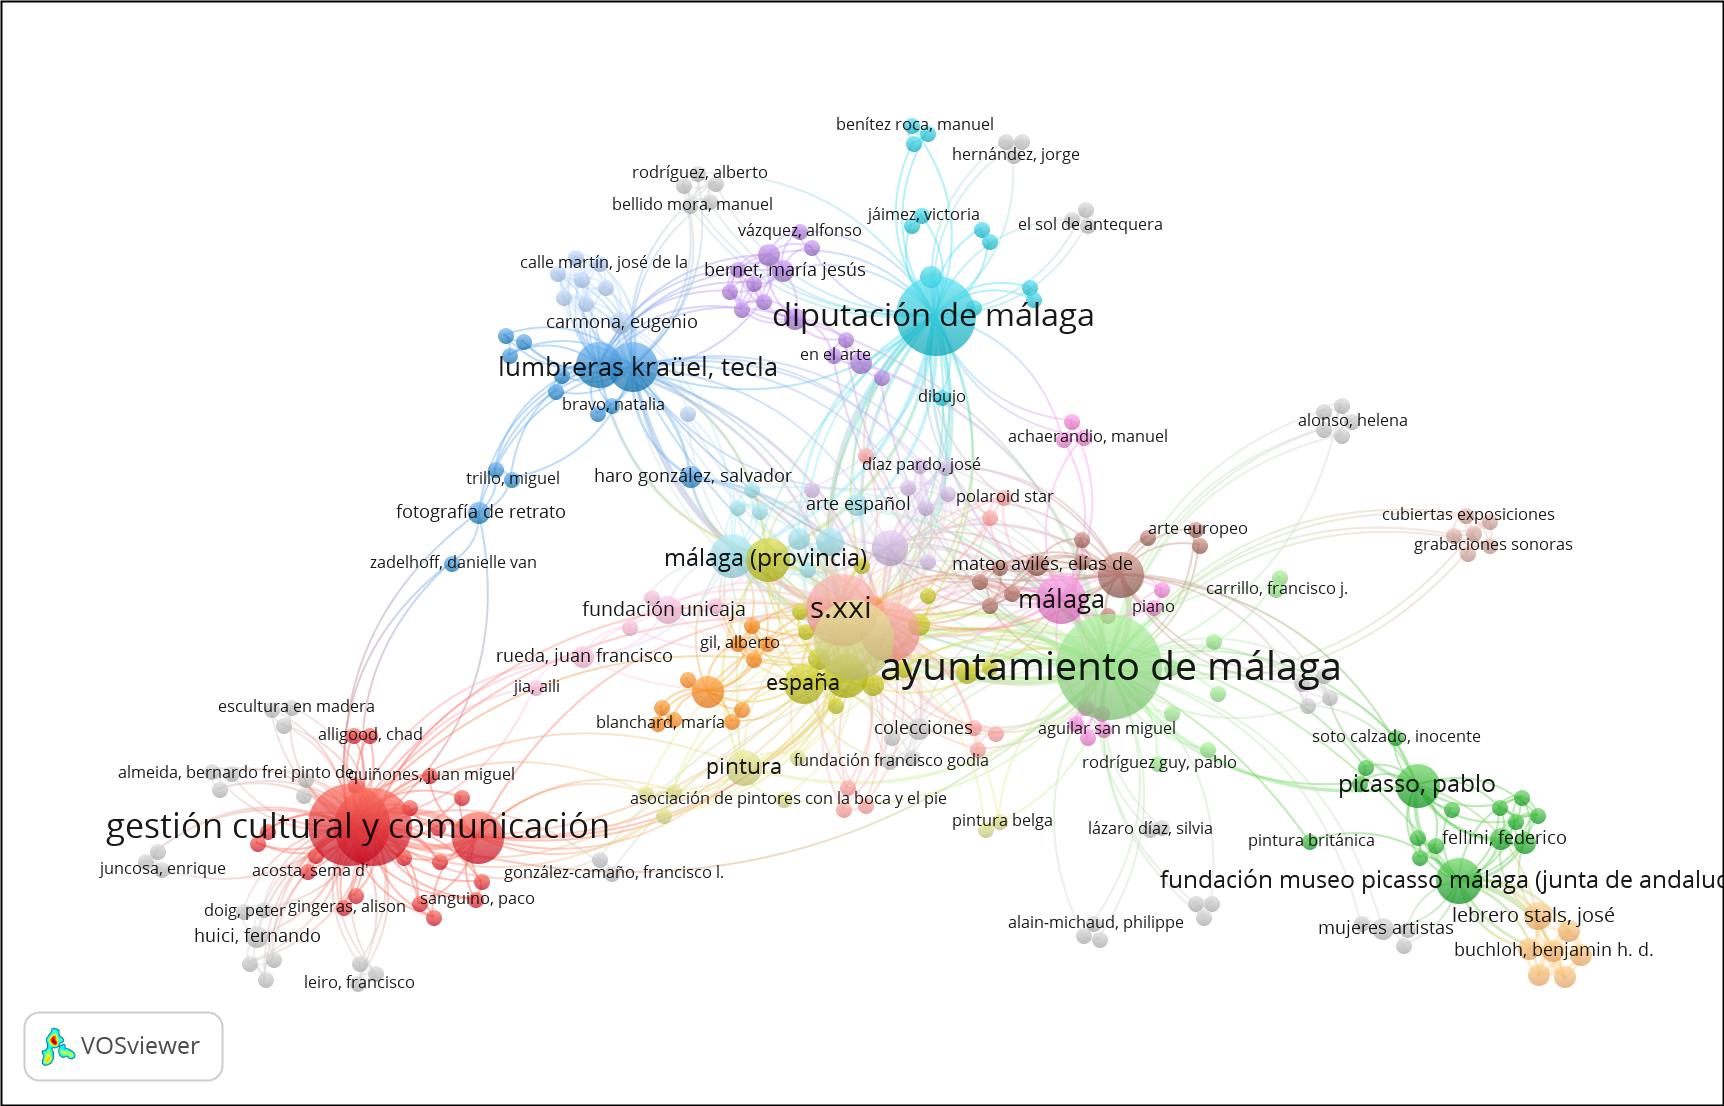 benítez roca, manuel
hernández, jorge
rodríguez, alberto
bellido mora, manuel
jáimez, victoria
el sol de antequera
vázquez, alfonso
calle martín, josé de la
bernet, maría jesús
diputación de málaga
carmona, eugenio
en el arte
lumbreras kraüel, tecla
dibujo
bravo, natalia
alonso, helena
achaerandio, manuel
díaz pardo, josé
trillo, miguel
haro gonzález, salvador
polaroid star
arte español
fotografía de retrato
cubiertas exposiciones
arte europeo
grabaciones sonoras
málaga (provincia)
zadelhoff, danielle van
mateo avilés, elías de
carrillo, francisco j.
málaga
piano
fundación unicaja
s.xxi
gil, alberto
rueda, juan francisco
ayuntamiento de málaga
jia, aili
españa
escultura en madera
blanchard, maría
colecciones
aguilar san miguel
alligood, chad
soto calzado, inocente
fundación francisco godia
rodríguez guy, pablo
pintura
almeida, bernardo frei pinto de
quiñones, juan miguel
picasso, pablo
asociación de pintores con la boca y el pie
pintura belga
gestión cultural y comunicación
lázaro díaz, silvia
fellini, federico
pintura británica
juncosa, enrique
acosta, sema d'
gonzález-camaño, francisco l.
fundación museo picasso málaga (junta de andaluc
sanguino, paco
doig, peter
gingeras, alison
lebrero stals, josé
alain-michaud, philippe
mujeres artistas
huici, fernando
buchloh, benjamin h. d.
leiro, francisco
VOSviewer